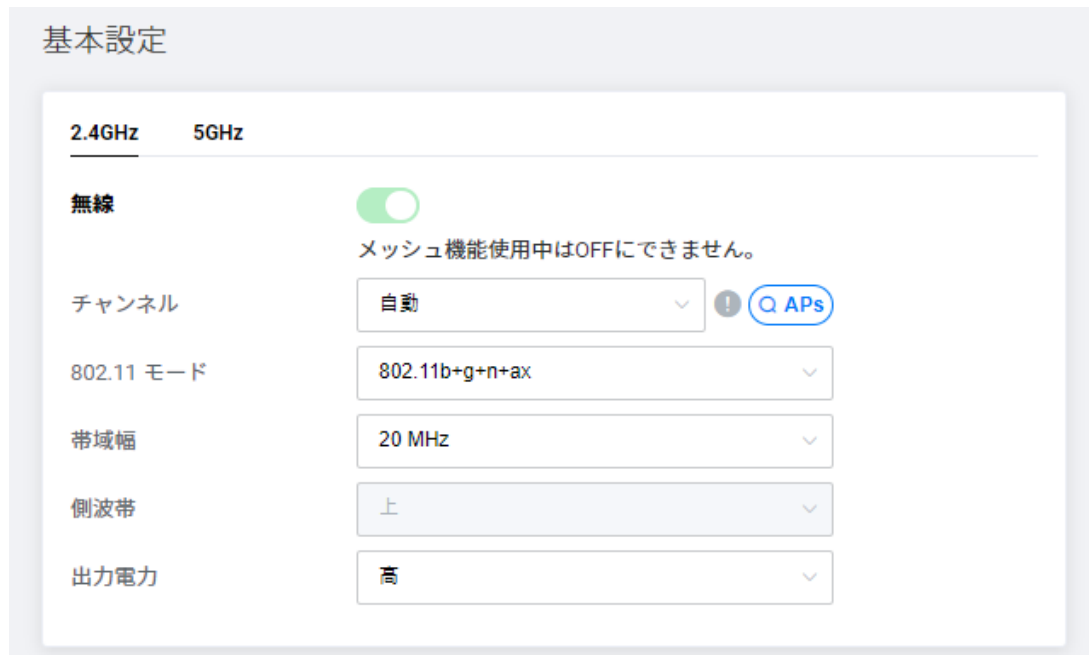 基本設定
2.4GHz 5GHz
無線
メッシュ機能使用中はOFFにできません。
チャンネル 自動 ! APs
802.11 モード 802.11b+g+n+ax
帯域幅 20 MHz
側波帯 上
出力電力 高